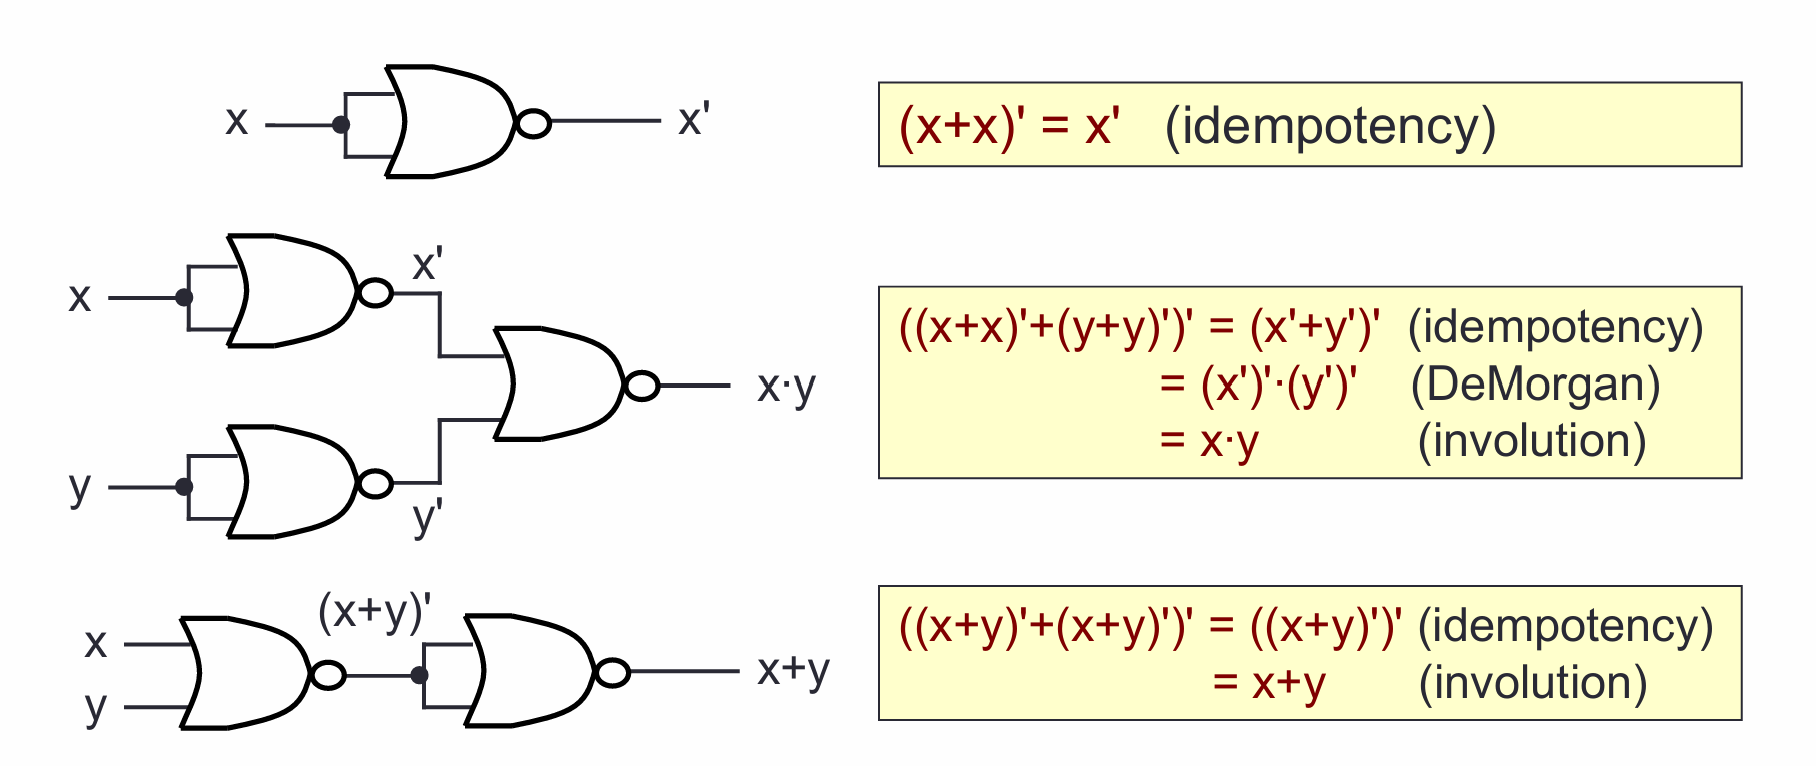 x
x'
(x+x)' = x' (idempotency)
x
x'
y
y'
x·y
((x+x)'+(y+y)')' = (x'+y')' (idempotency)
= (x')'·(y')' (DeMorgan)
= x·y (involution)
x
y
(x+y)'
x+y
((x+y)'+(x+y)')' = ((x+y)')' (idempotency)
= x+y (involution)